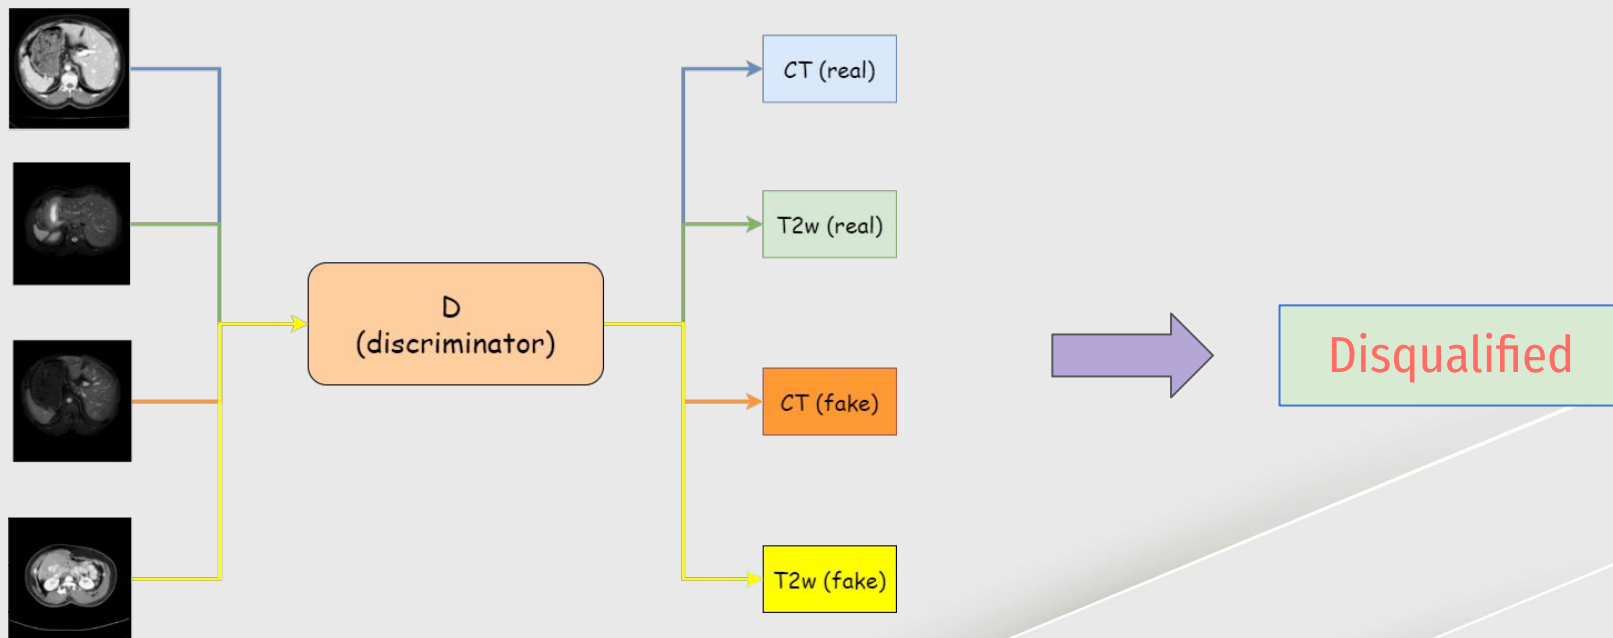 CT (real)
T2w (real)
D
(discriminator)
Disqualified
CT (fake)
T2w (fake)